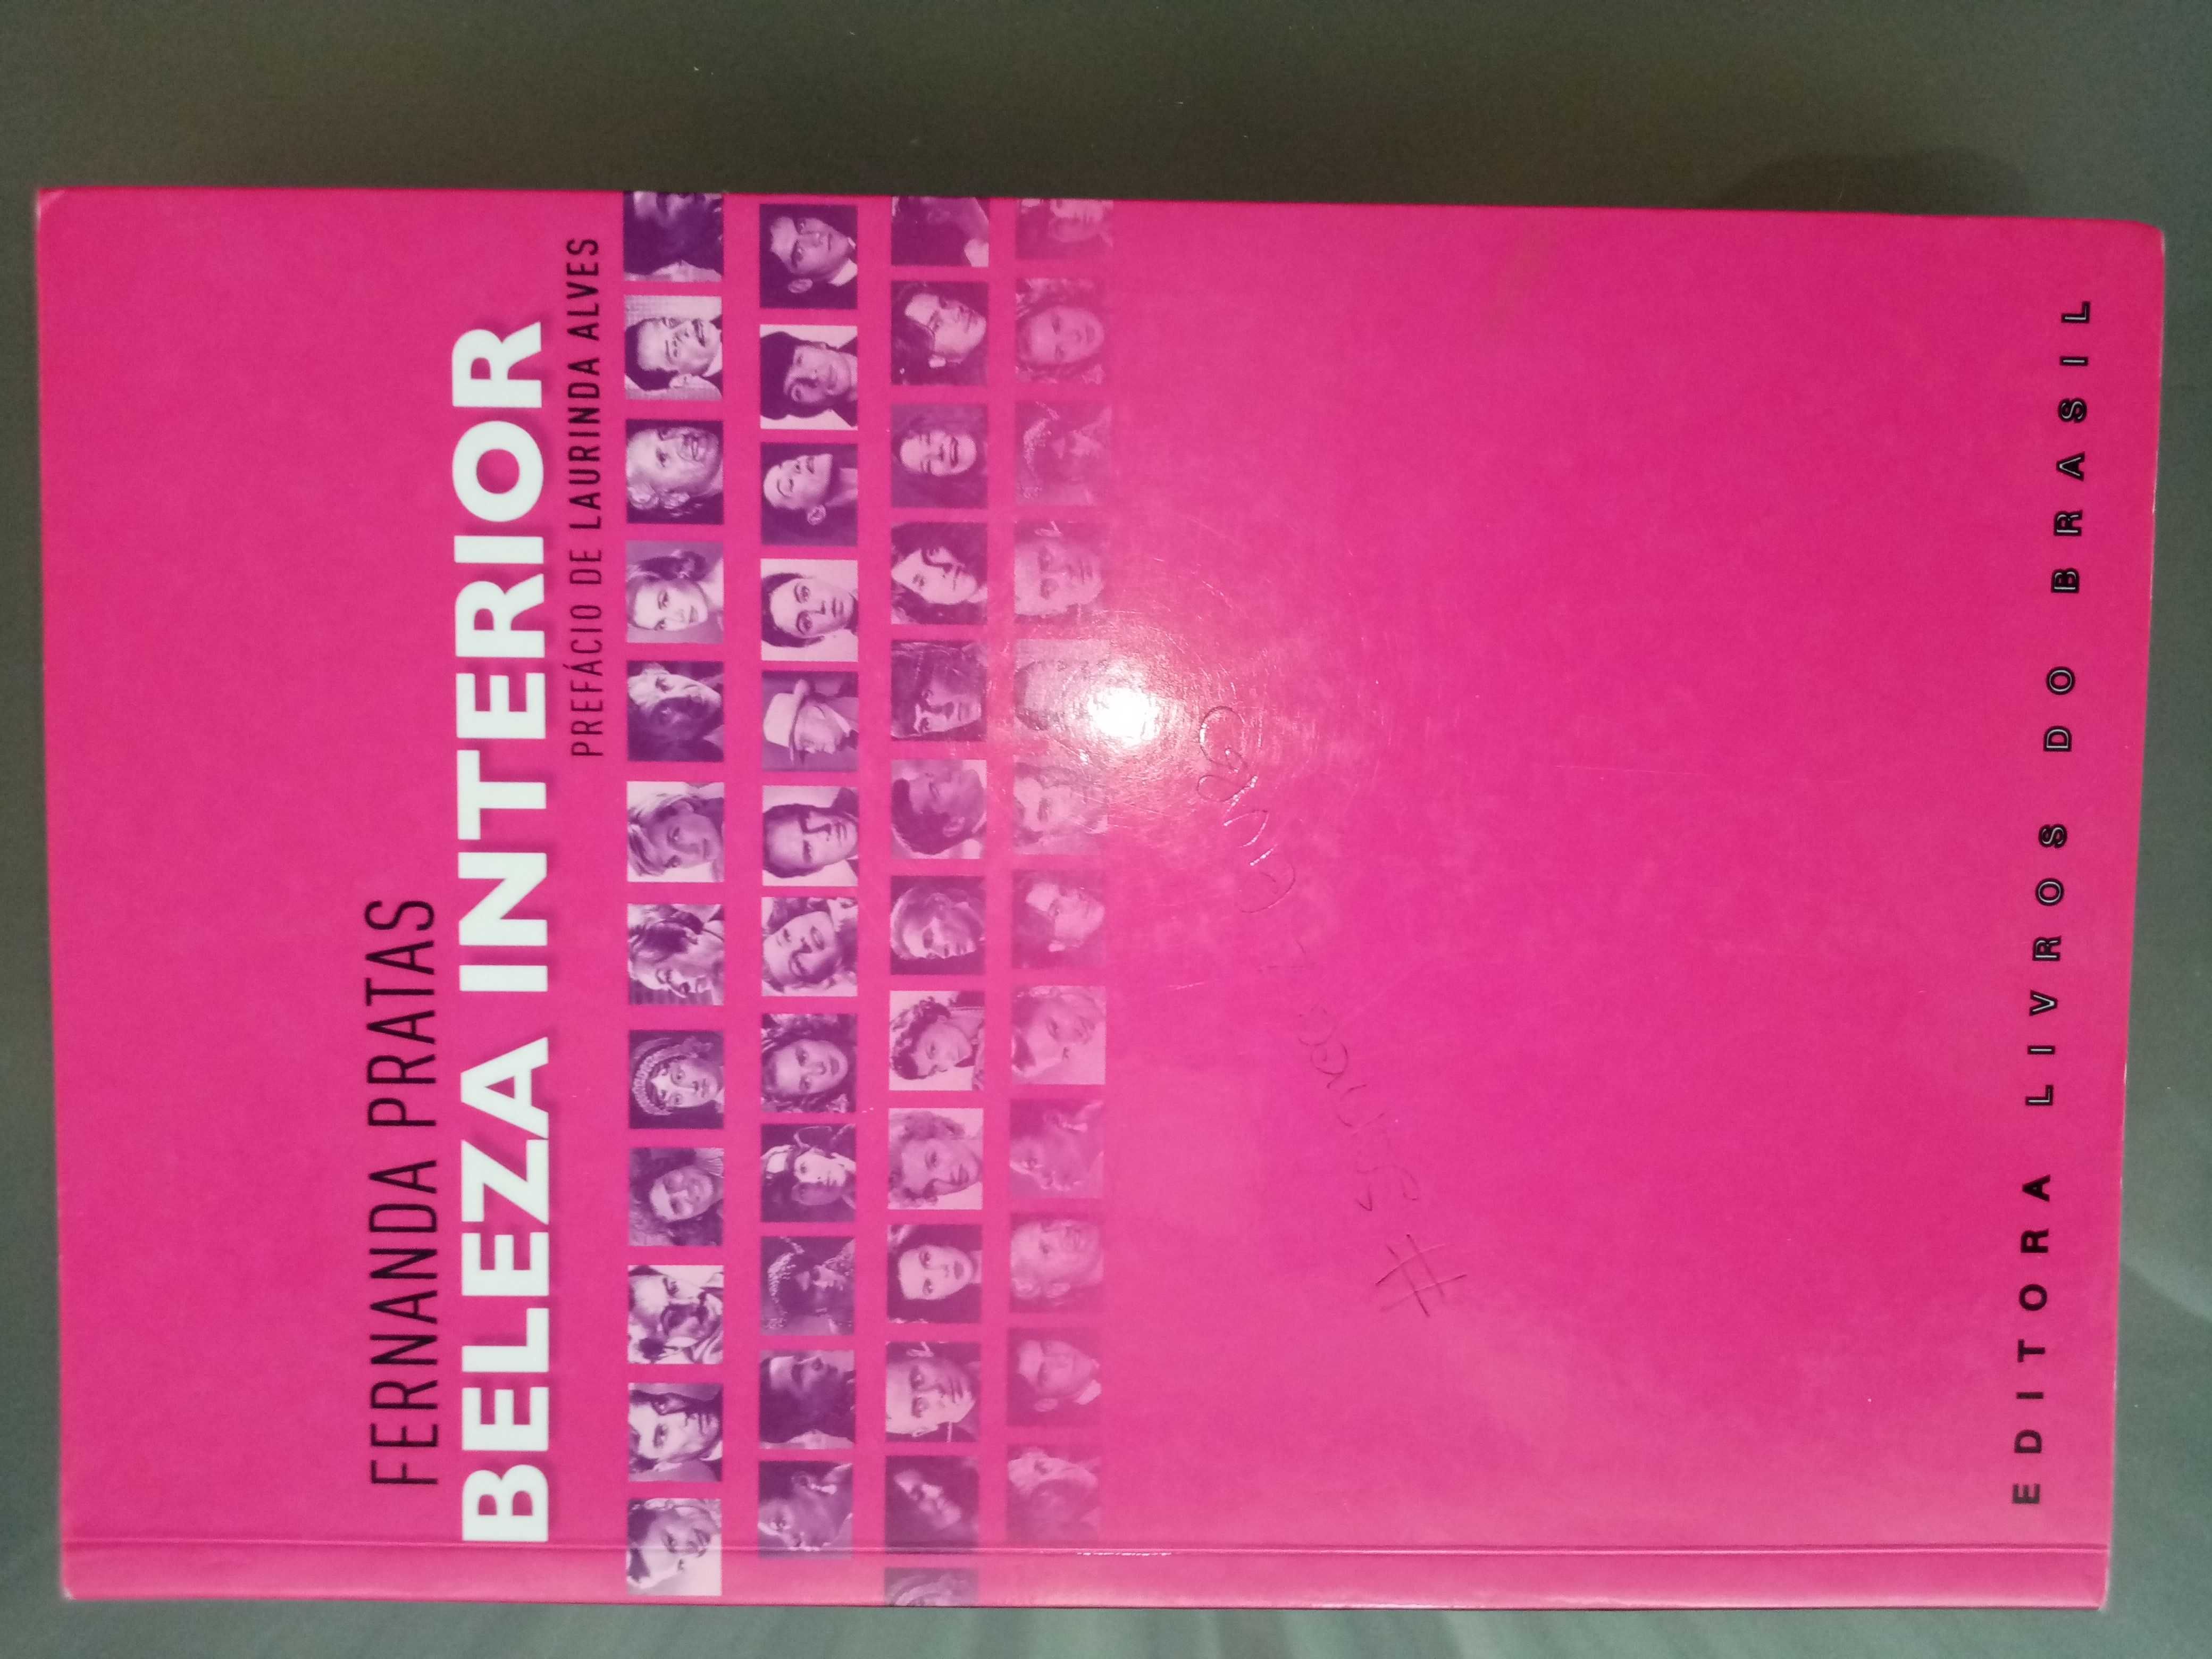 FERNANDA PRATAS
BELEZA INTERIOR
PREFÁCIO DE LAURINDA ALVES
EDITORA LIVROS DO BRASIL